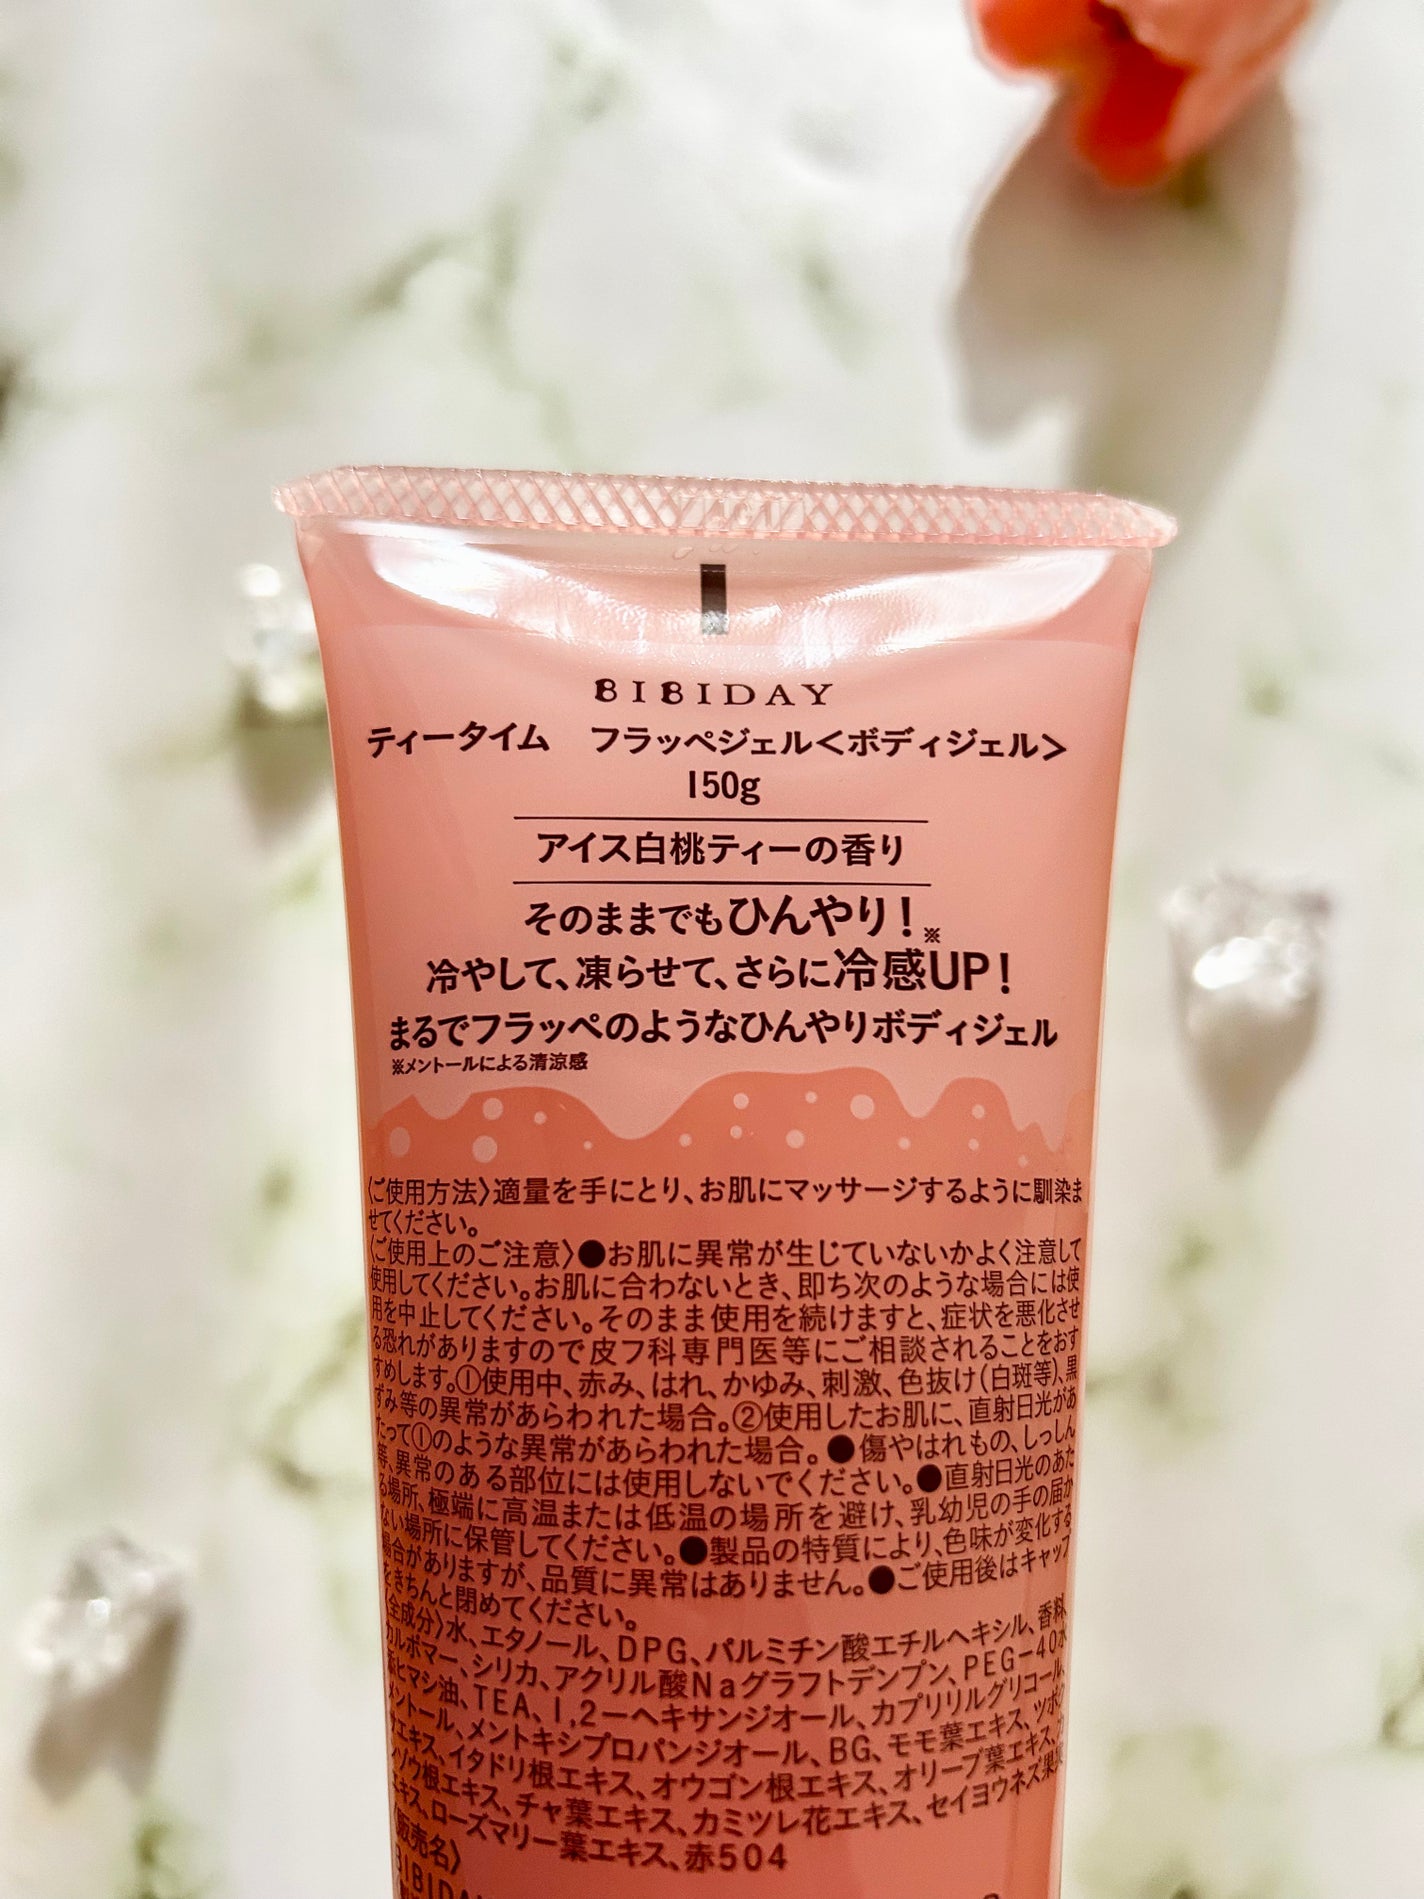 BIBIDAY
ティータイム フラッペジェル<ボディジェル>
150g
アイス白桃ティーの香り
そのままでもひんやり!※
冷やして、凍らせて、さらに冷感UP!
まるでフラッペのようなひんやりボディジェル
※メントールによる清涼感
〈ご使用方法〉適量を手にとり、お肌にマッサージするように馴染ま
せてください。
〈ご使用上のご注意〉●お肌に異常が生じていないかよく注意して
使用してください。お肌に合わないとき、即ち次のような場合には使
用を中止してください。そのまま使用を続けますと、症状を悪化させ
る恐れがありますので皮フ科専門医等にご相談されることをおす
すめします。①使用中、赤み、はれ、かゆみ、刺激、色抜け(白斑等)、黒
ずみ等の異常があらわれた場合。②使用したお肌に、直射日光があ
たって①のような異常があらわれた場合。●傷やはれもの、しっしん
等、異常のある部位には使用しないでください。●直射日光のあた
る場所、極端に高温または低温の場所を避け、乳幼児の手の届か
ない場所に保管してください。●製品の特質により、色味が変化する
場合がありますが、品質に異常はありません。●ご使用後はキャップ
をきちんと閉めてください。
〈全成分〉水、エタノール、DPG、パルミチン酸エチルヘキシル、香料、
カルボマー、シリカ、アクリル酸Naグラフトデンプン、PEG-40水
添ヒマシ油、TEA、1,2-ヘキサンジオール、カプリリルグリコール、
メントール、メントキシプロパンジオール、BG、モモ葉エキス、ツボク
サエキス、イタドリ根エキス、オウゴン根エキス、オリーブ葉エキス、カ
ンゾウ根エキス、チャ葉エキス、カミツレ花エキス、セイヨウネズ果実
エキス、ローズマリー葉エキス、赤504
〈販売名〉
BIBIDAY